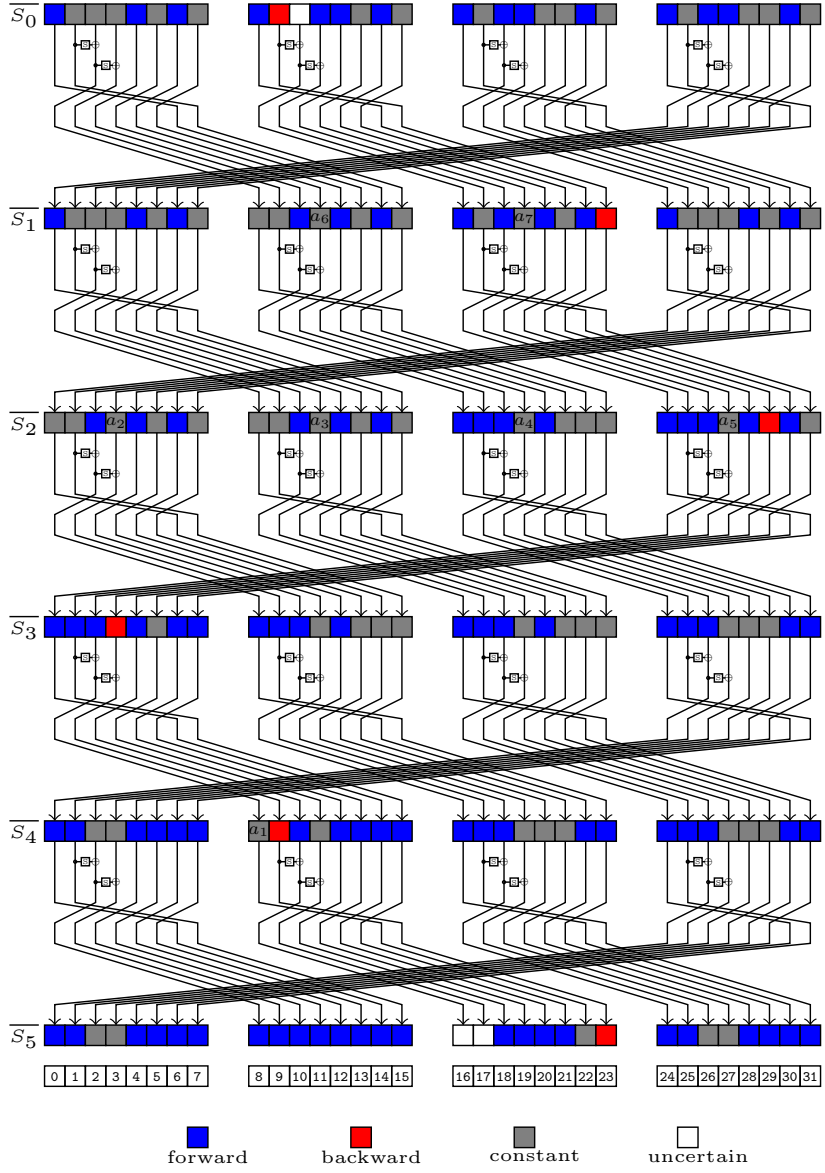 S0
S S S S
S S S S
S1 a6 a7
S S S S
S S S S
S2 a2 a3 a4 a5
S S S S
S S S S
S3
S S S S
S S S S
S4 a1
S S S S
S S S S
S5
0 1 2 3 4 5 6 7 8 9 10 11 12 13 14 15 16 17 18 19 20 21 22 23 24 25 26 27 28 29 30 31
forward backward constant uncertain